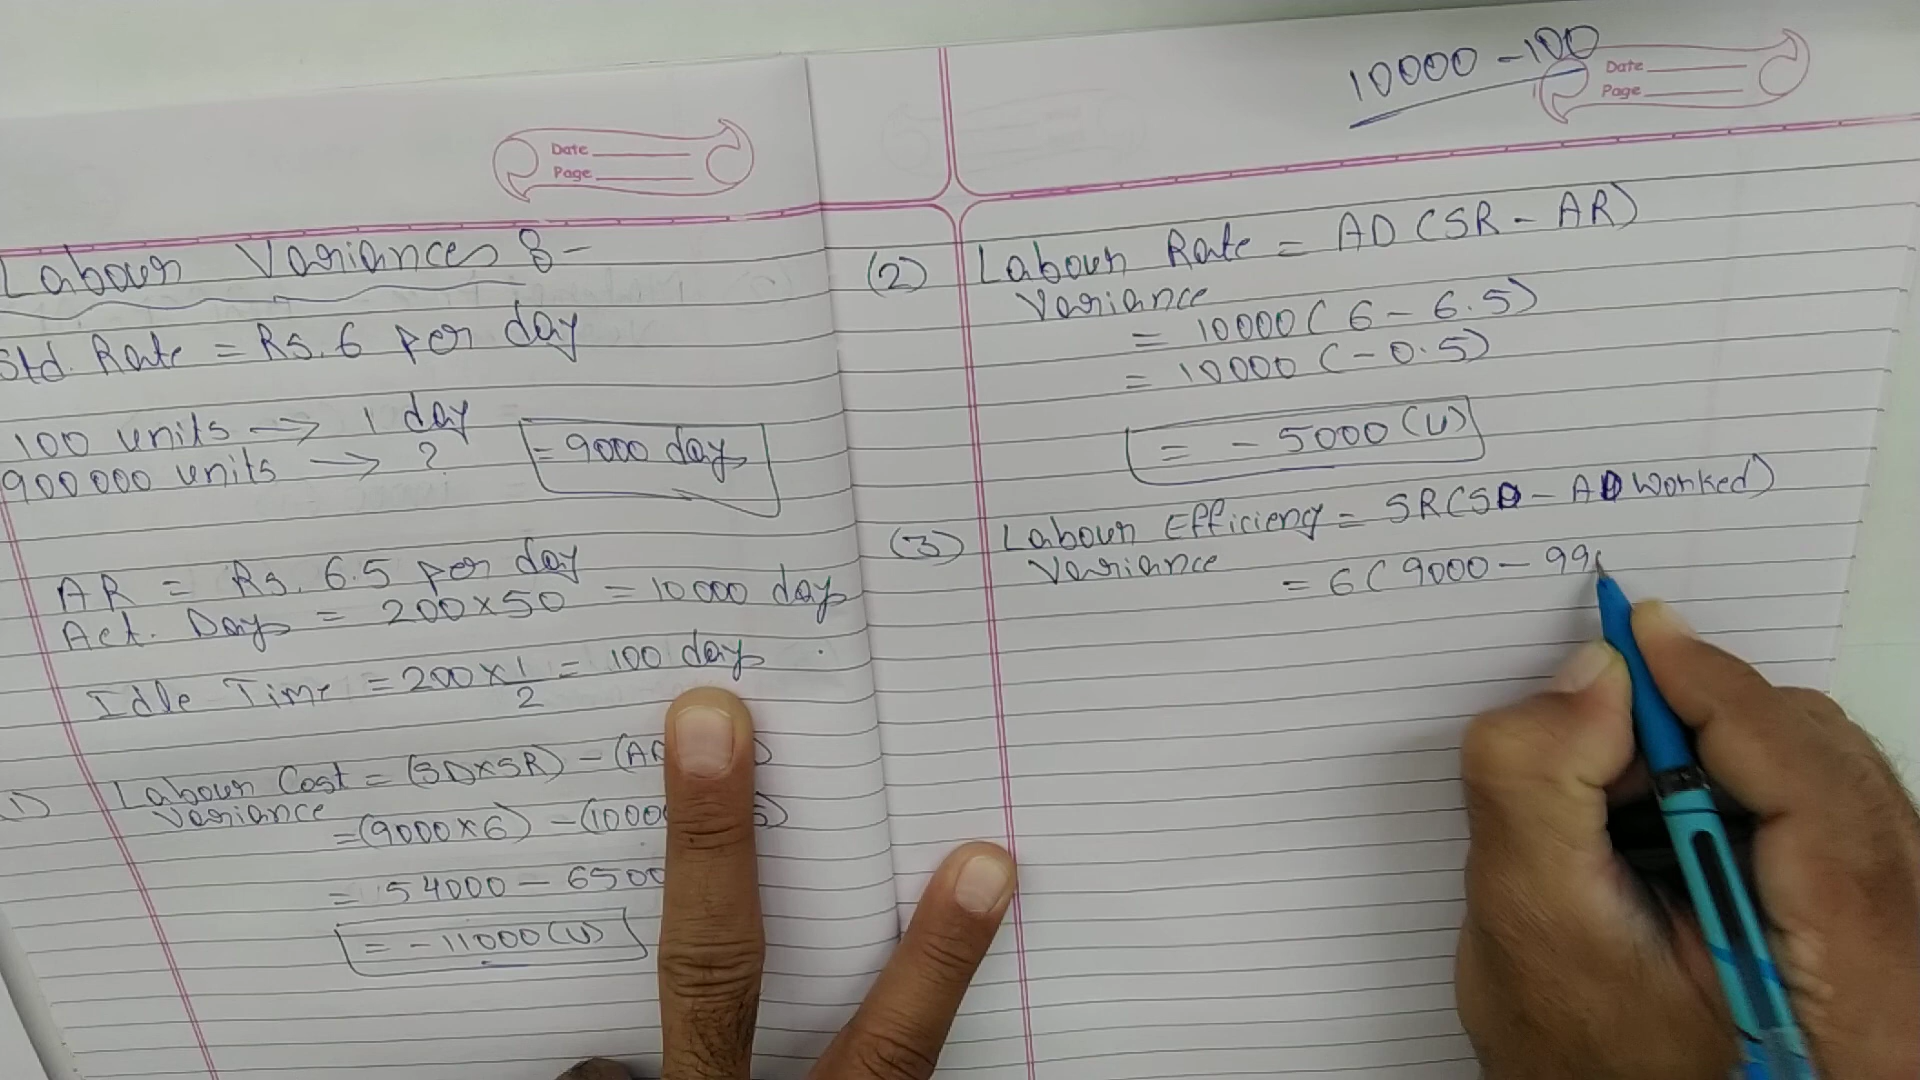 Date
Page
Labour Variances :-
Std. Rate = Rs. 6 per day
100 units → 1 day
900000 units → ?
= 9000 days
AR = Rs. 6.5 per day
Act. Days = 200×50 = 10000 days
Idle Time = 200×1/2 = 100 days
1) Labour Cost Variance = (SD×SR) - (A
= (9000×6) - (1000
= 54000 - 6500
= -11000 (U)
10000 - 100
Date
Page
(2) Labour Rate Variance = AD (SR - AR)
= 10000 (6 - 6.5)
= 10000 (-0.5)
= -5000 (U)
(3) Labour Efficiency Variance = SR (SD - AD Worked)
= 6 (9000 - 99